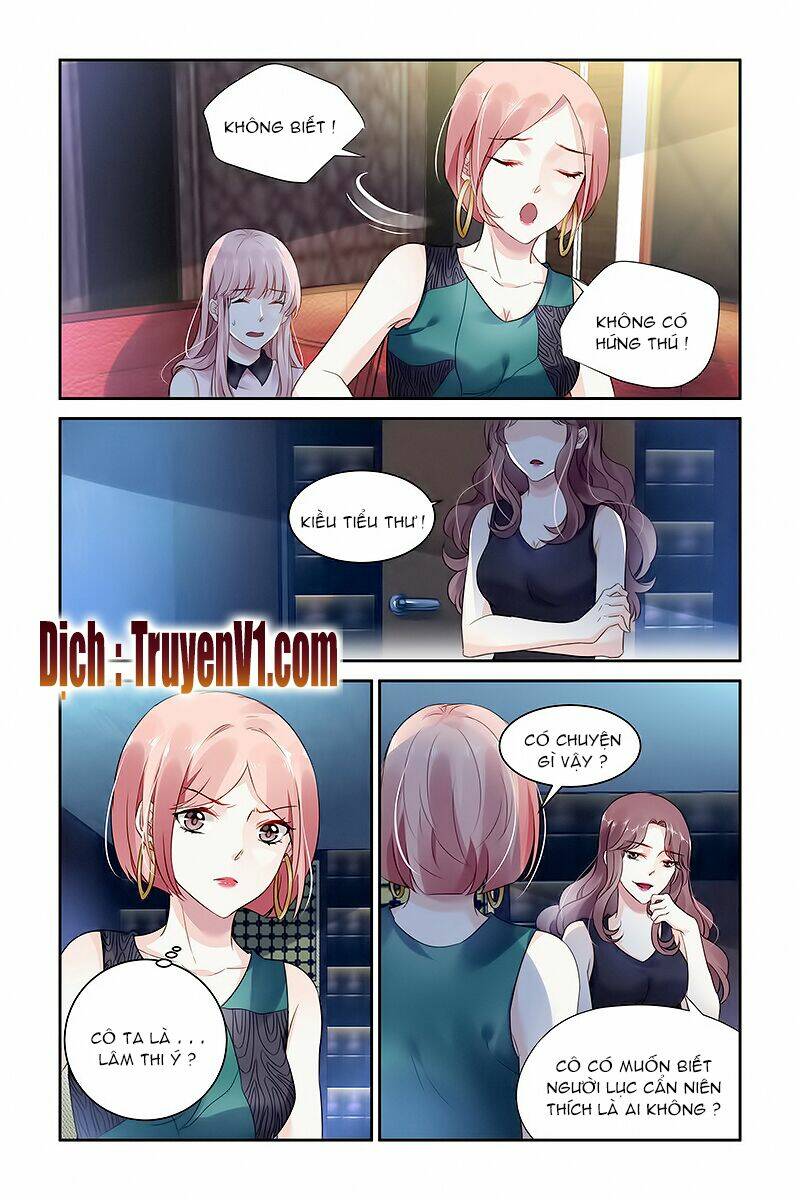 KHÔNG BIẾT !
KHÔNG CÓ
HỨNG THÚ !
KIỀU TIỂU THƯ !
Dịch : TruyenV1.com
CÓ CHUYỆN
GÌ VẬY ?
CÔ TA LÀ . . .
LÂM THI Ý ?
CÔ CÓ MUỐN BIẾT
NGƯỜI LỤC CẨN NIÊN
THÍCH LÀ AI KHÔNG ?